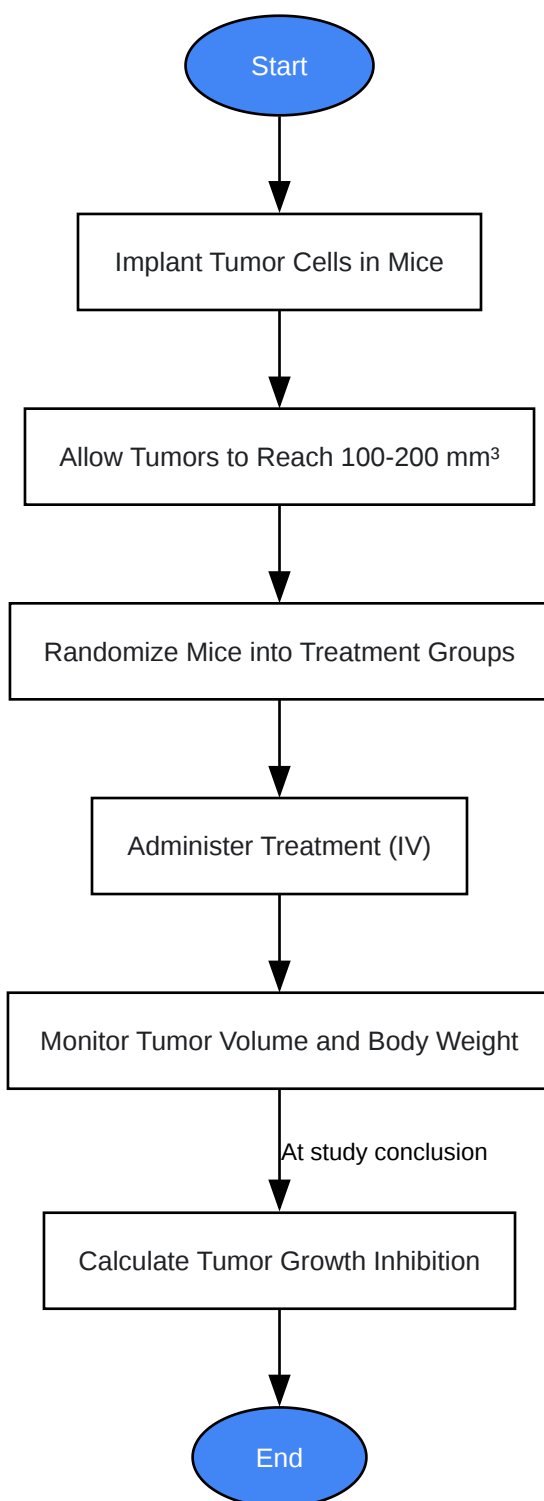 Start
Implant Tumor Cells in Mice
Allow Tumors to Reach 100-200 mm³
Randomize Mice into Treatment Groups
Administer Treatment (IV)
Monitor Tumor Volume and Body Weight
At study conclusion
Calculate Tumor Growth Inhibition
End